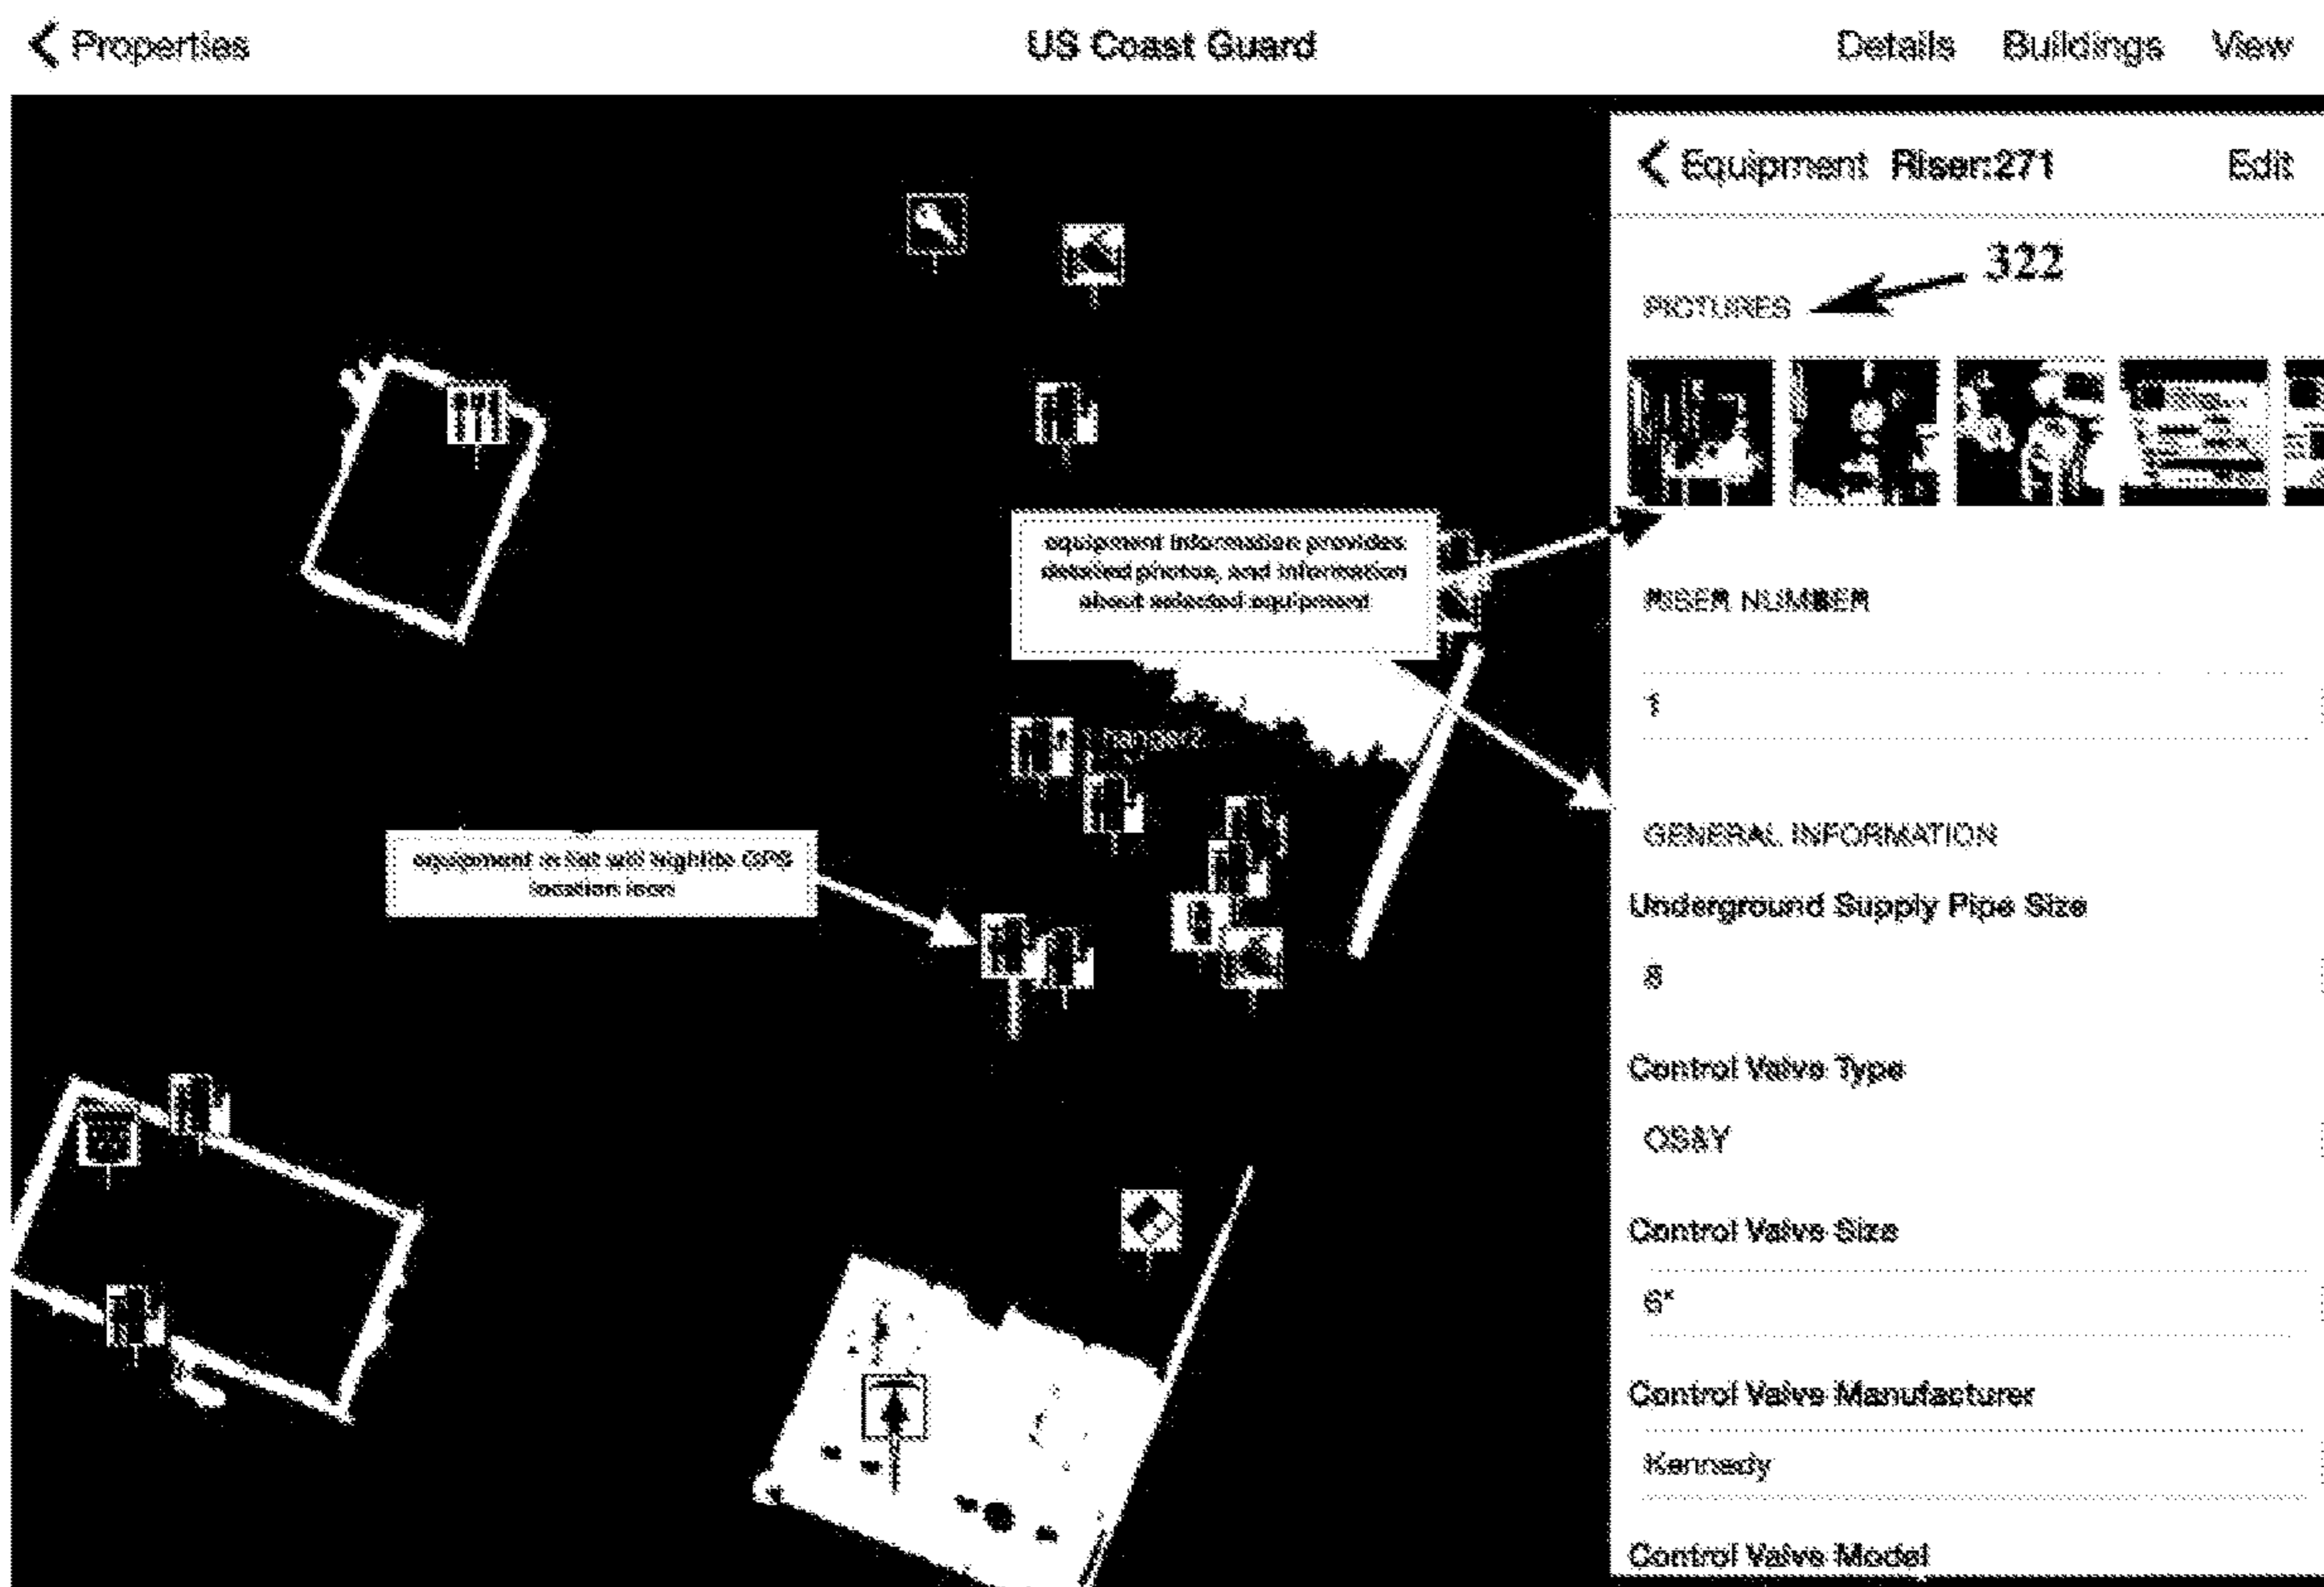 Properties
US Coast Guard
Details Buildings View
Equipment Riser:271 Edit
322
PICTURES
equipment information provides
detailed photos, and information
about selected equipment
RISER NUMBER
1
hanger2
equipment in list will highlite GPS
location icon
GENERAL INFORMATION
Underground Supply Pipe Size
8
Control Valve Type
OS&Y
Control Valve Size
6"
Control Valve Manufacturer
Kennedy
Control Valve Model